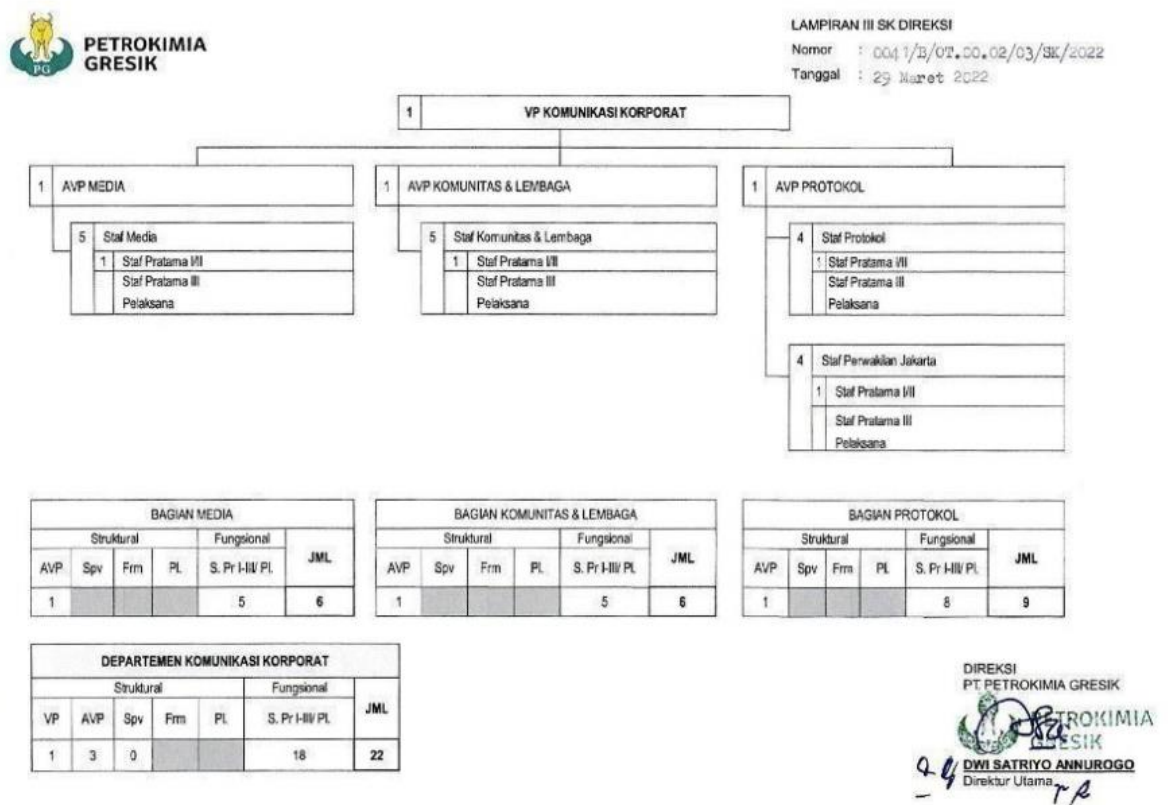 PETROKIMIA
GRESIK
PG
LAMPIRAN III SK DIREKSI
Nomor : 0041/B/OT.00.02/03/SK/2022
Tanggal : 29 Maret 2022
1 VP KOMUNIKASI KORPORAT
1 AVP MEDIA
5 Staf Media
1 Staf Pratama I/II
Staf Pratama III
Pelaksana
1 AVP KOMUNITAS & LEMBAGA
5 Staf Komunitas & Lembaga
1 Staf Pratama I/II
Staf Pratama III
Pelaksana
1 AVP PROTOKOL
4 Staf Protokol
1 Staf Pratama I/II
Staf Pratama III
Pelaksana
4 Staf Perwakilan Jakarta
1 Staf Pratama I/II
Staf Pratama III
Pelaksana
BAGIAN MEDIA
Struktural Fungsional JML
AVP Spv Frm Pl. S. Pr I-III/ Pl.
1 5 6
BAGIAN KOMUNITAS & LEMBAGA
Struktural Fungsional JML
AVP Spv Frm Pl. S. Pr I-III/ Pl.
1 5 6
BAGIAN PROTOKOL
Struktural Fungsional JML
AVP Spv Frm Pl. S. Pr I-III/ Pl.
1 8 9
DEPARTEMEN KOMUNIKASI KORPORAT
Struktural Fungsional JML
VP AVP Spv Frm Pl. S. Pr I-III/ Pl.
1 3 0 18 22
DIREKSI
PT PETROKIMIA GRESIK
PETROKIMIA
GRESIK
DWI SATRIYO ANNUROGO
Direktur Utama